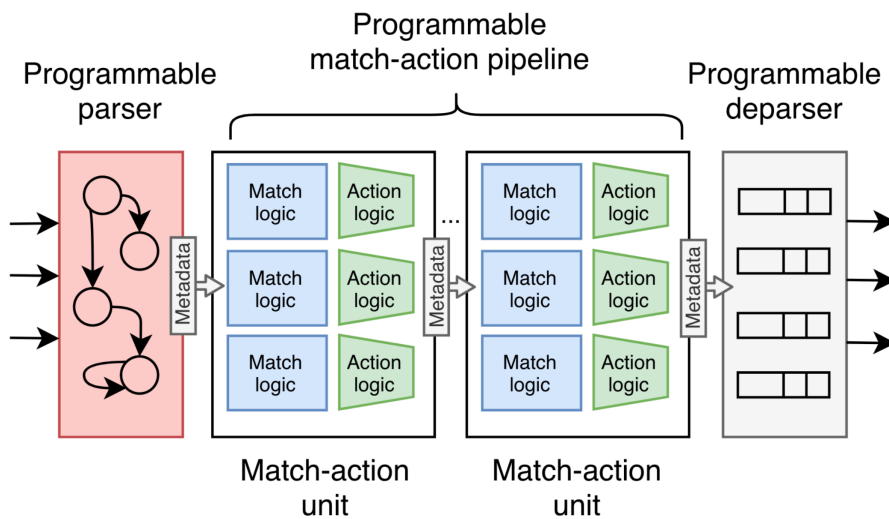 Programmable
match-action pipeline
Programmable
parser
Programmable
deparser
Match
logic
Action
logic
...
Match
logic
Action
logic
Metadata
Match
logic
Action
logic
Metadata
Match
logic
Action
logic
Metadata
Match
logic
Action
logic
Match
logic
Action
logic
Match-action
unit
Match-action
unit